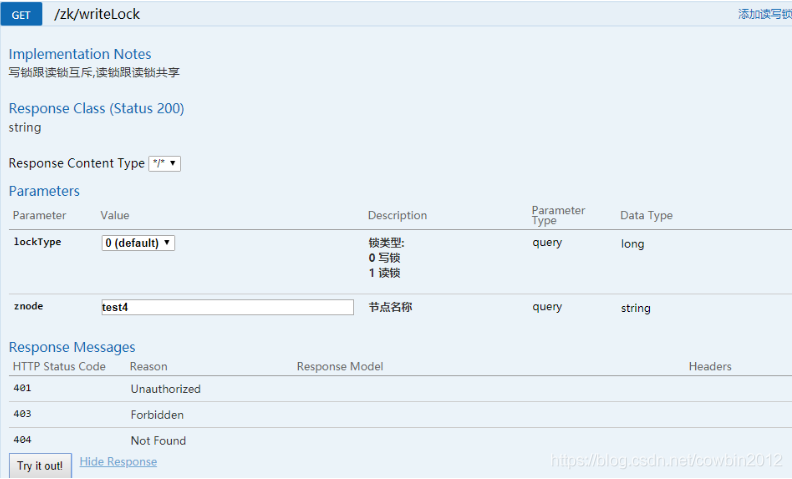 GET /zk/writeLock 添加读写锁
Implementation Notes
写锁跟读锁互斥,读锁跟读锁共享
Response Class (Status 200)
string
Response Content Type */*
Parameters
Parameter Value Description Parameter Type Data Type
lockType 0 (default) 锁类型: query long
0 写锁
1 读锁
znode test4 节点名称 query string
Response Messages
HTTP Status Code Reason Response Model Headers
401 Unauthorized
403 Forbidden
404 Not Found
Try it out! Hide Response
https://blog.csdn.net/cowbin2012